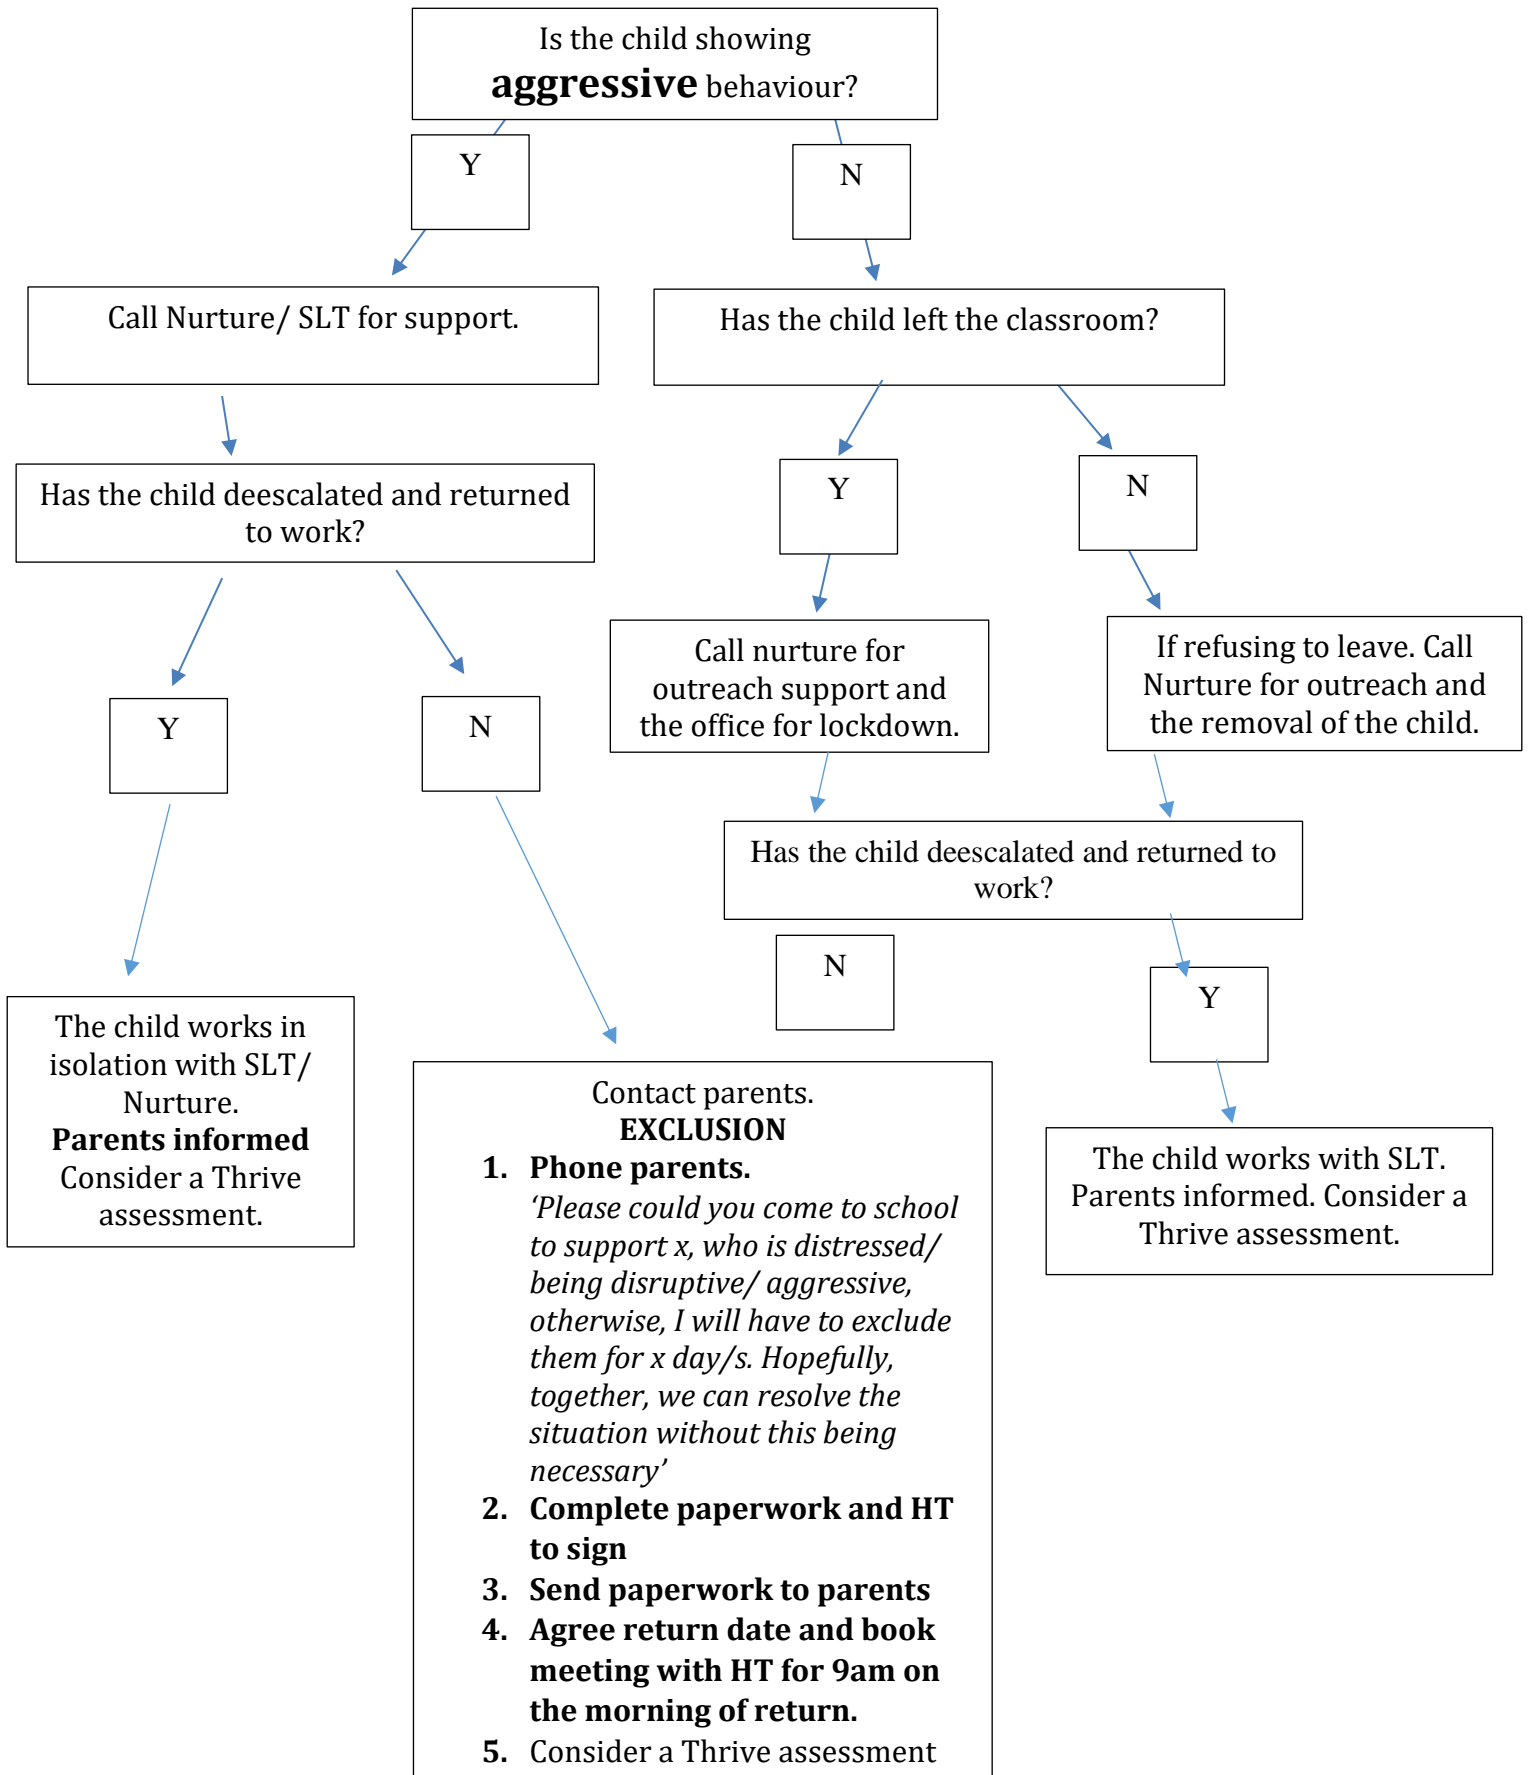 Is the child showing
aggressive behaviour?
Y
N
Call Nurture/ SLT for support.
Has the child left the classroom?
Has the child deescalated and returned
to work?
Y
N
Call nurture for
outreach support and
the office for lockdown.
If refusing to leave. Call
Nurture for outreach and
the removal of the child.
Y
N
Has the child deescalated and returned to
work?
N
Y
The child works in
isolation with SLT/
Nurture.
Parents informed
Consider a Thrive
assessment.
Contact parents.
EXCLUSION
1. Phone parents.
‘Please could you come to school
to support x, who is distressed/
being disruptive/ aggressive,
otherwise, I will have to exclude
them for x day/s. Hopefully,
together, we can resolve the
situation without this being
necessary’
2. Complete paperwork and HT
to sign
3. Send paperwork to parents
4. Agree return date and book
meeting with HT for 9am on
the morning of return.
5. Consider a Thrive assessment
The child works with SLT.
Parents informed. Consider a
Thrive assessment.